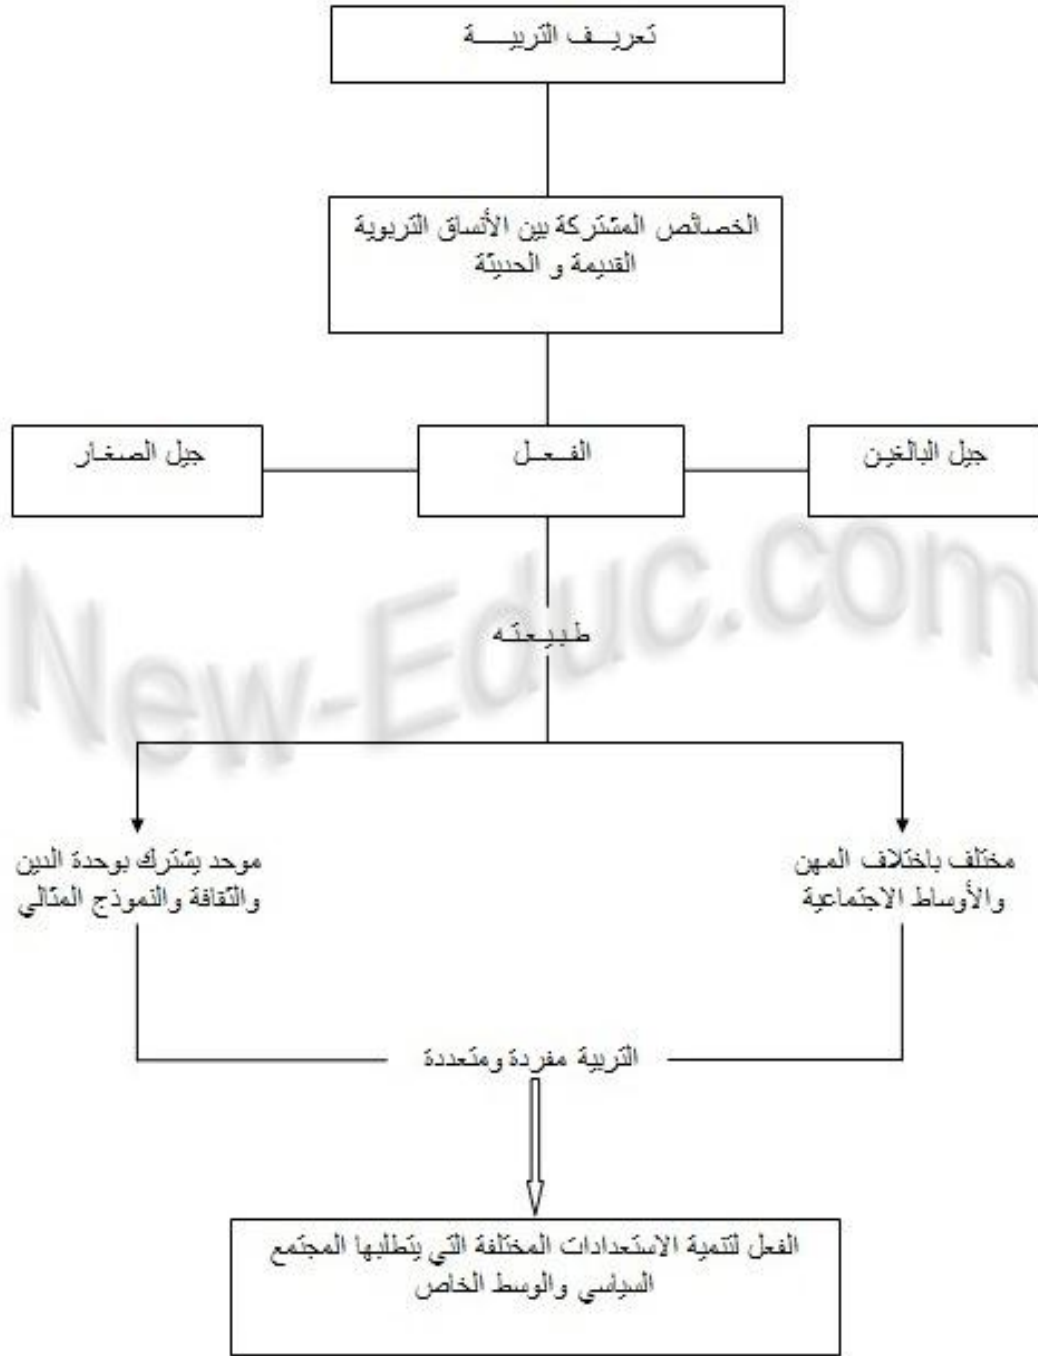 تعريف التربية
الخصائص المشتركة بين الأنساق التربوية
القديمة و الحديثة
جيل البالغين
الفعل
جيل الصغار
New-Educ.com
طبيعته
مختلف باختلاف المهن
والأوساط الاجتماعية
موحد يشترك بوحدة الدين
والثقافة والنموذج المثالي
التربية مفردة ومتعددة
الفعل لتنمية الاستعدادات المختلفة التي يتطلبها المجتمع
السياسي والوسط الخاص